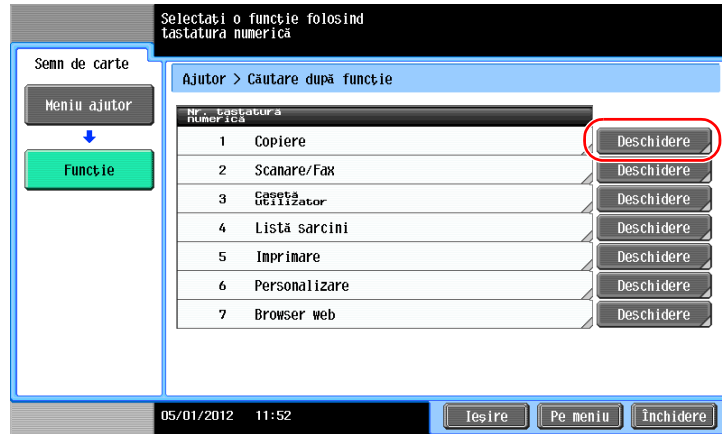 Selectați o funcție folosind
tastatura numerică
Semn de carte
Ajutor > Căutare după funcție
Meniu ajutor
Funcție
Nr. tastatură
numerică
1 Copiere Deschidere
2 Scanare/Fax Deschidere
3 Casetă
utilizator Deschidere
4 Listă sarcini Deschidere
5 Imprimare Deschidere
6 Personalizare Deschidere
7 Browser web Deschidere
05/01/2012 11:52 Ieșire Pe meniu Închidere